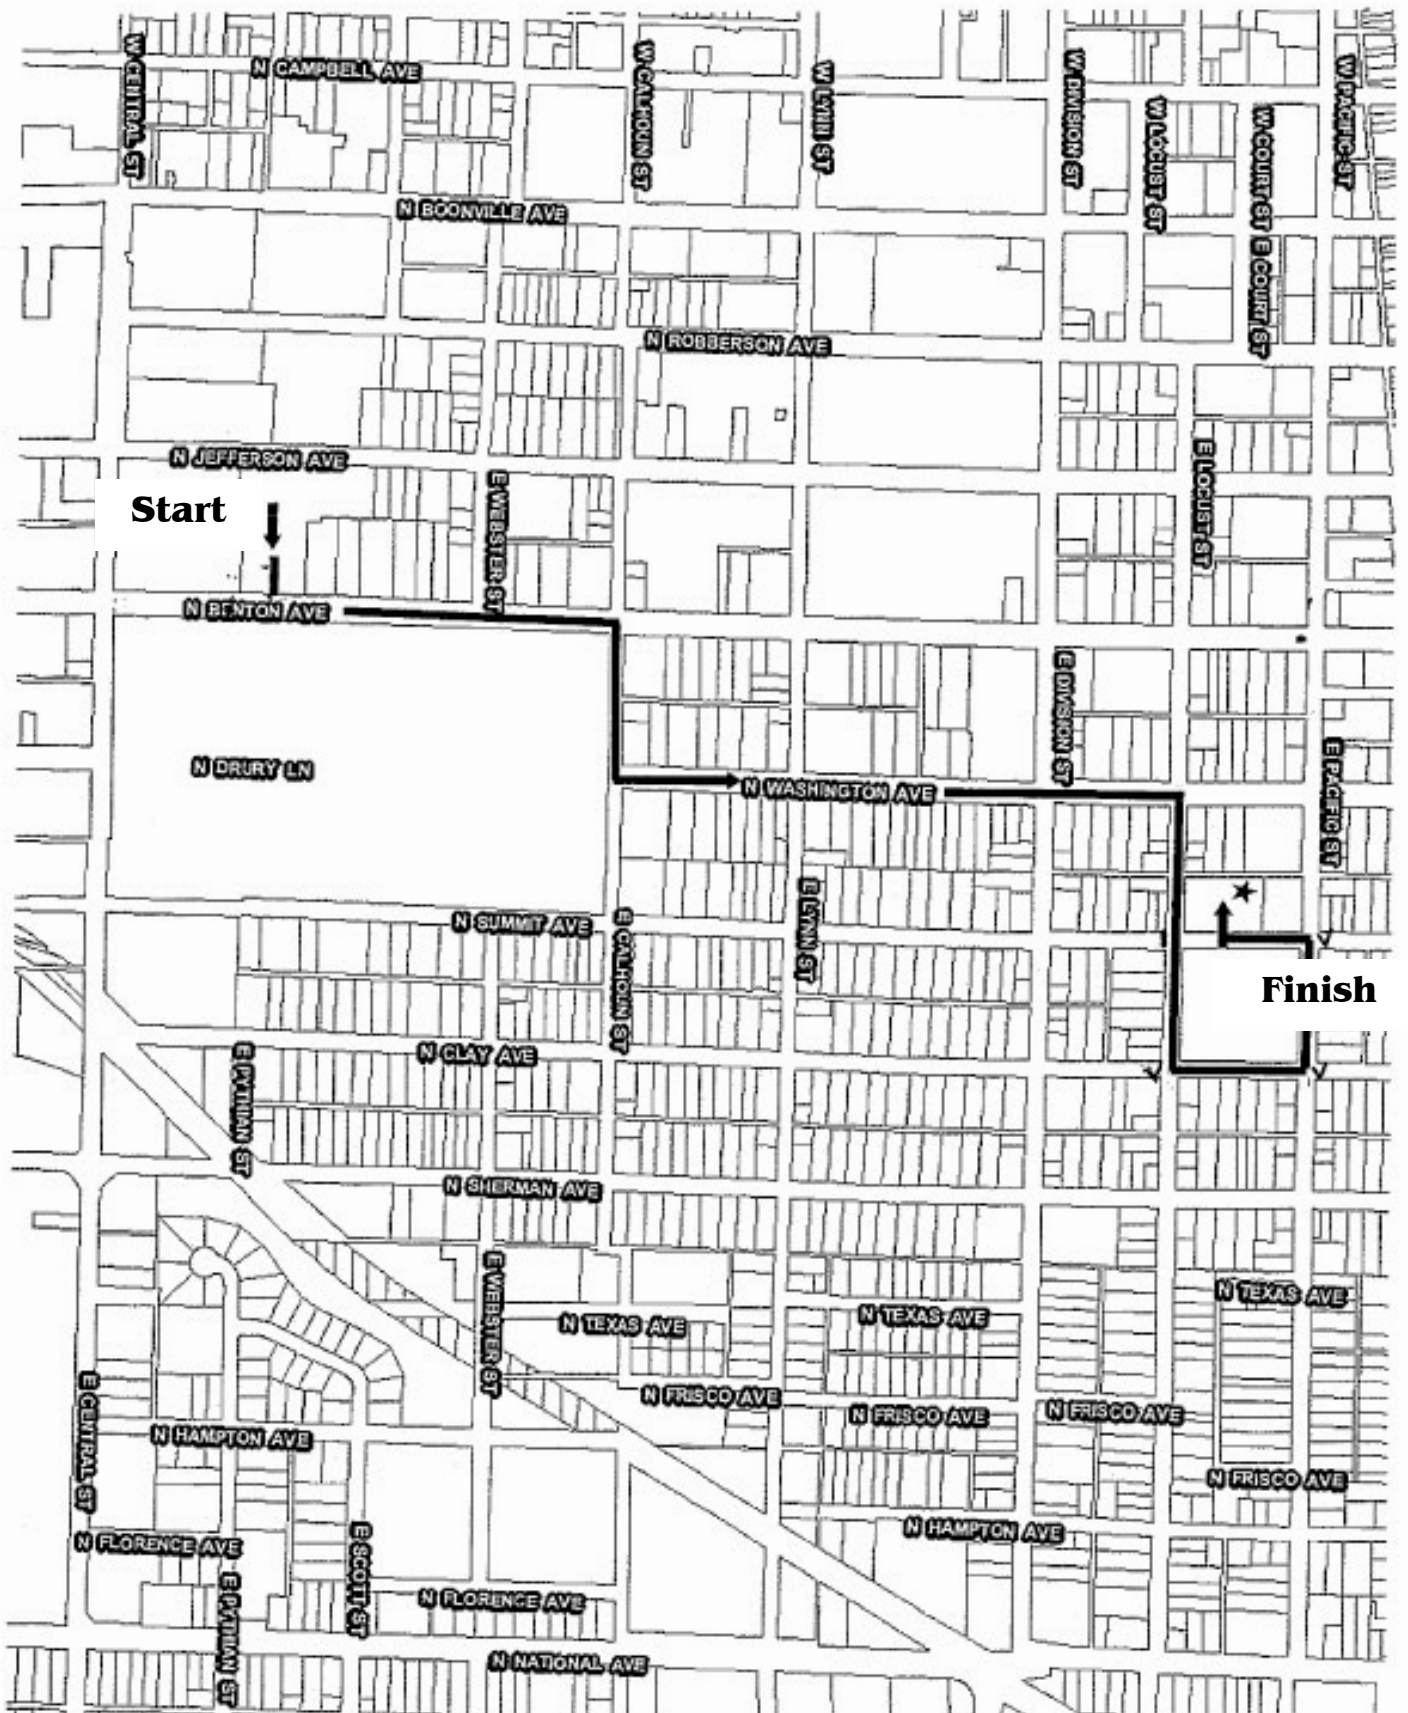 W CENTRAL ST
N CAMPBELL AVE
W CALHOUN ST
W LYNN ST
W DIVISION ST
W LOCUST ST
W COURT ST
W PACIFIC ST
N BOONVILLE AVE
E COURT ST
N ROBBERSON AVE
N JEFFERSON AVE
E WEBSTER ST
E LOCUST ST
Start
N BENTON AVE
E DIVISION ST
N DRURY LN
N WASHINGTON AVE
E PACIFIC ST
N SUMMIT AVE
E CALHOUN ST
E LYNN ST
Finish
N CLAY AVE
E PYTHIAN ST
N SHERMAN AVE
E WEBSTER ST
N TEXAS AVE
N TEXAS AVE
N TEXAS AVE
N FRISCO AVE
N FRISCO AVE
N FRISCO AVE
E CENTRAL ST
N HAMPTON AVE
N FRISCO AVE
N HAMPTON AVE
N FLORENCE AVE
E SCOTT ST
E PYTHIAN ST
N FLORENCE AVE
N NATIONAL AVE